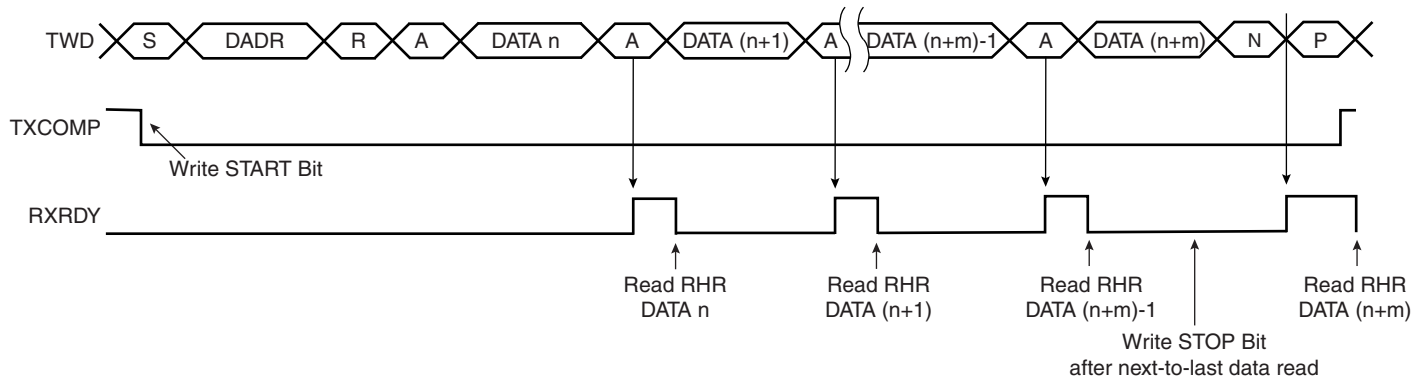 TWD S DADR R A DATA n A DATA (n+1) A DATA (n+m)-1 A DATA (n+m) N P
TXCOMP
Write START Bit
RXRDY
Read RHR
DATA n
Read RHR
DATA (n+1)
Read RHR
DATA (n+m)-1
Read RHR
DATA (n+m)
Write STOP Bit
after next-to-last data read